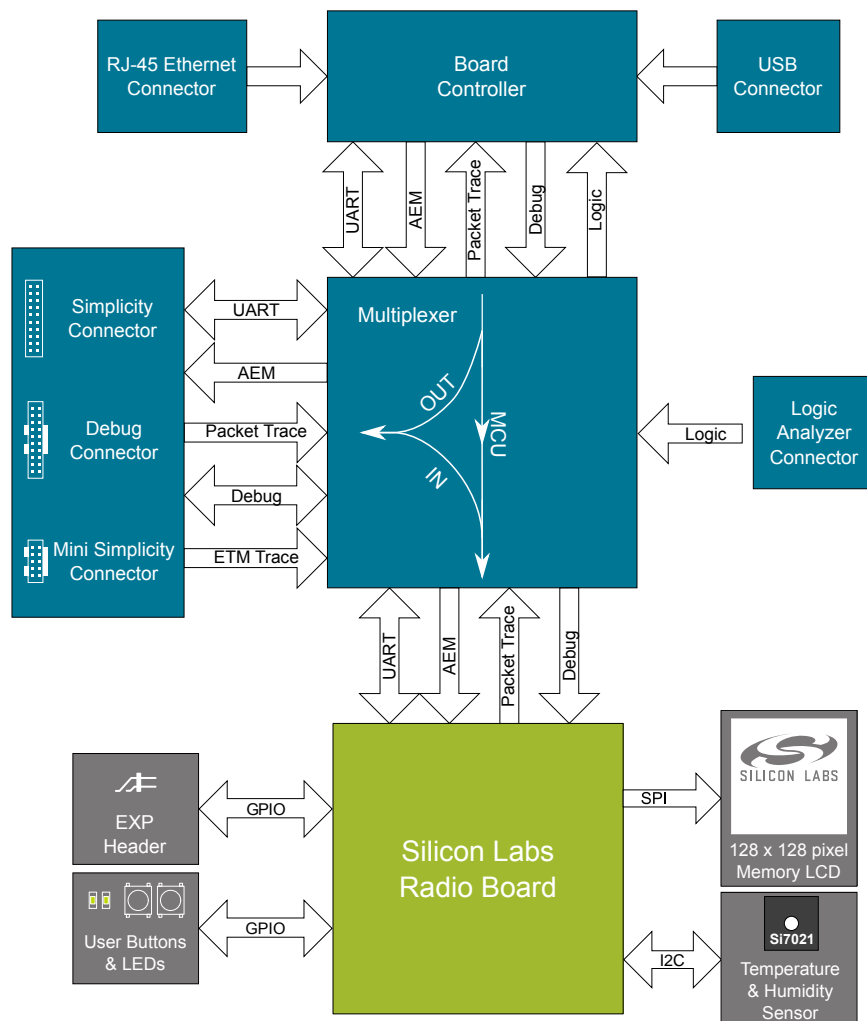 RJ-45 Ethernet
Connector
Board
Controller
USB
Connector
UART
AEM
Packet Trace
Debug
Logic
Simplicity
Connector
Debug
Connector
Mini Simplicity
Connector
UART
AEM
Packet Trace
Debug
ETM Trace
Multiplexer
OUT
MCU
IN
Logic
Logic
Analyzer
Connector
UART
AEM
Packet Trace
Debug
EXP
Header
GPIO
User Buttons
& LEDs
GPIO
Silicon Labs
Radio Board
SPI
SILICON LABS
128 x 128 pixel
Memory LCD
I2C
Si7021
Temperature
& Humidity
Sensor